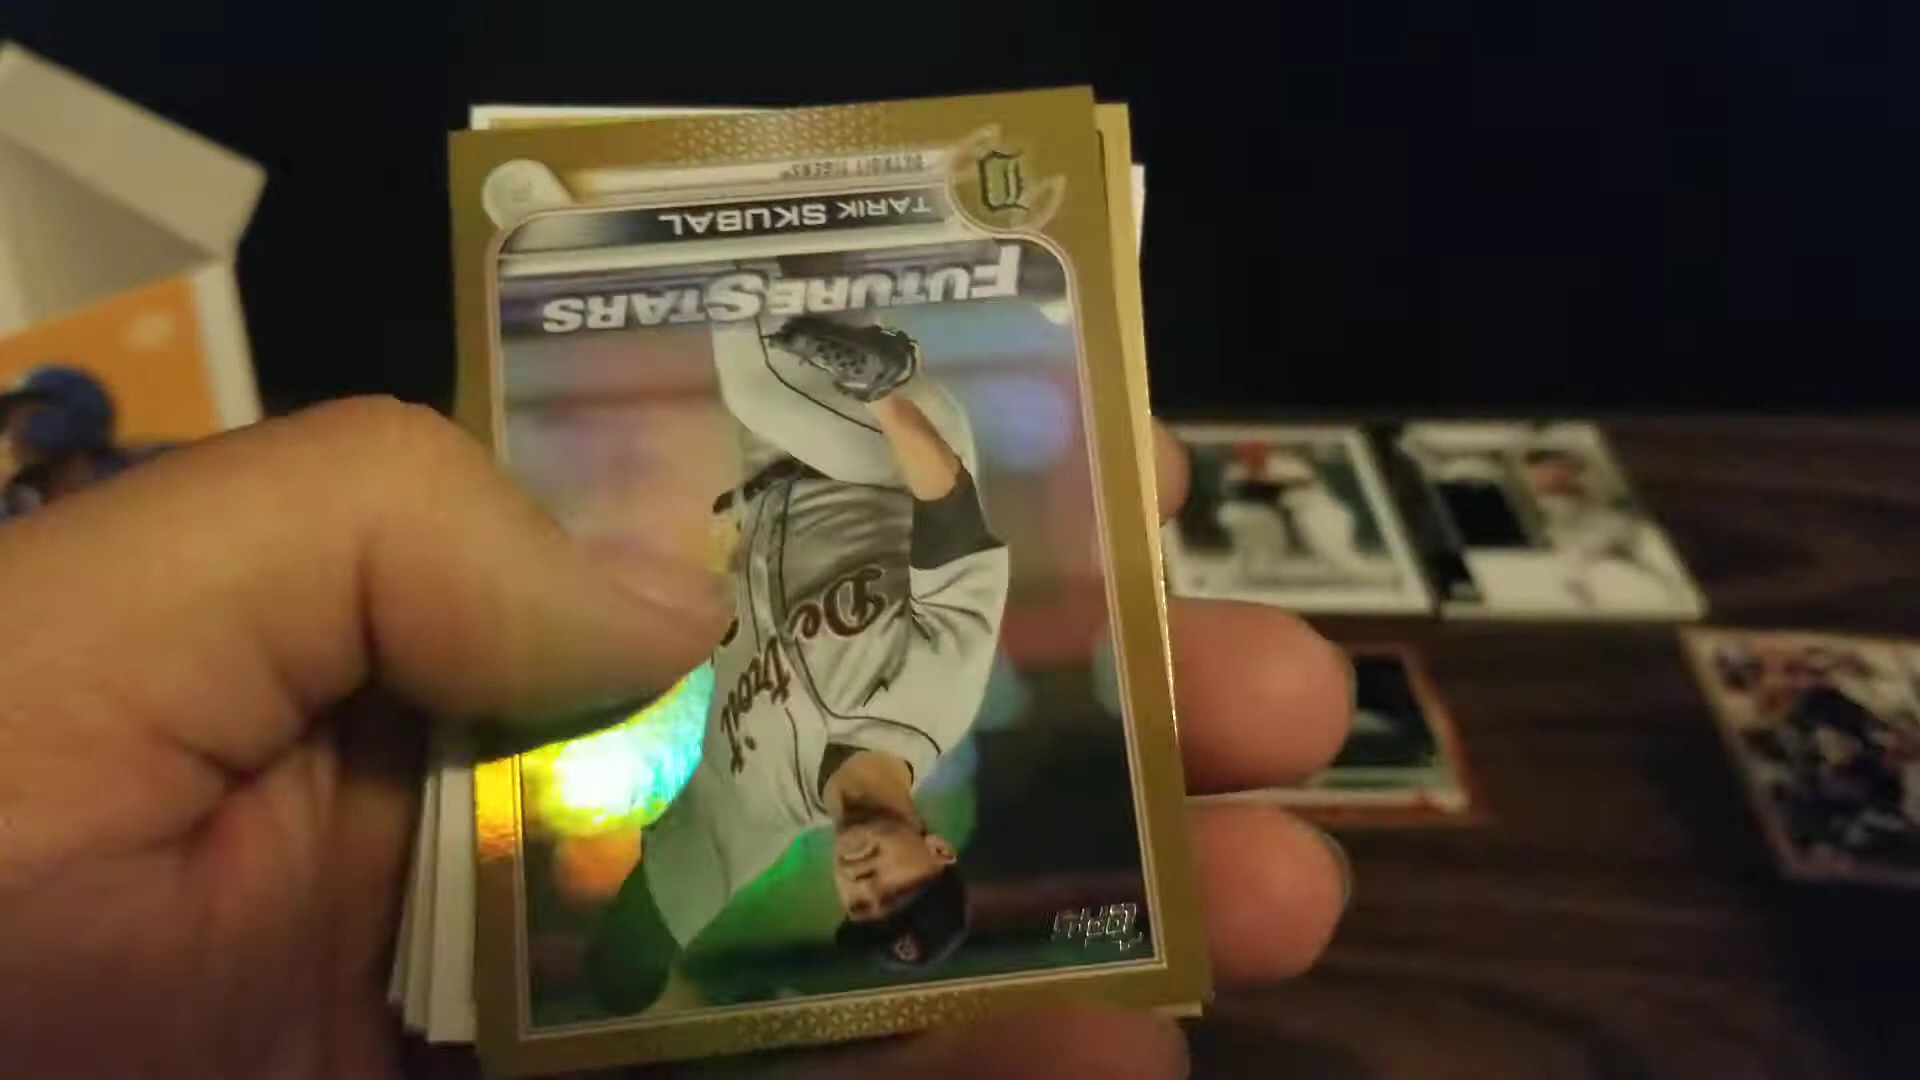 DETROIT TIGERS
TARIK SKUBAL
FUTURE STARS
Detroit
TOPPS